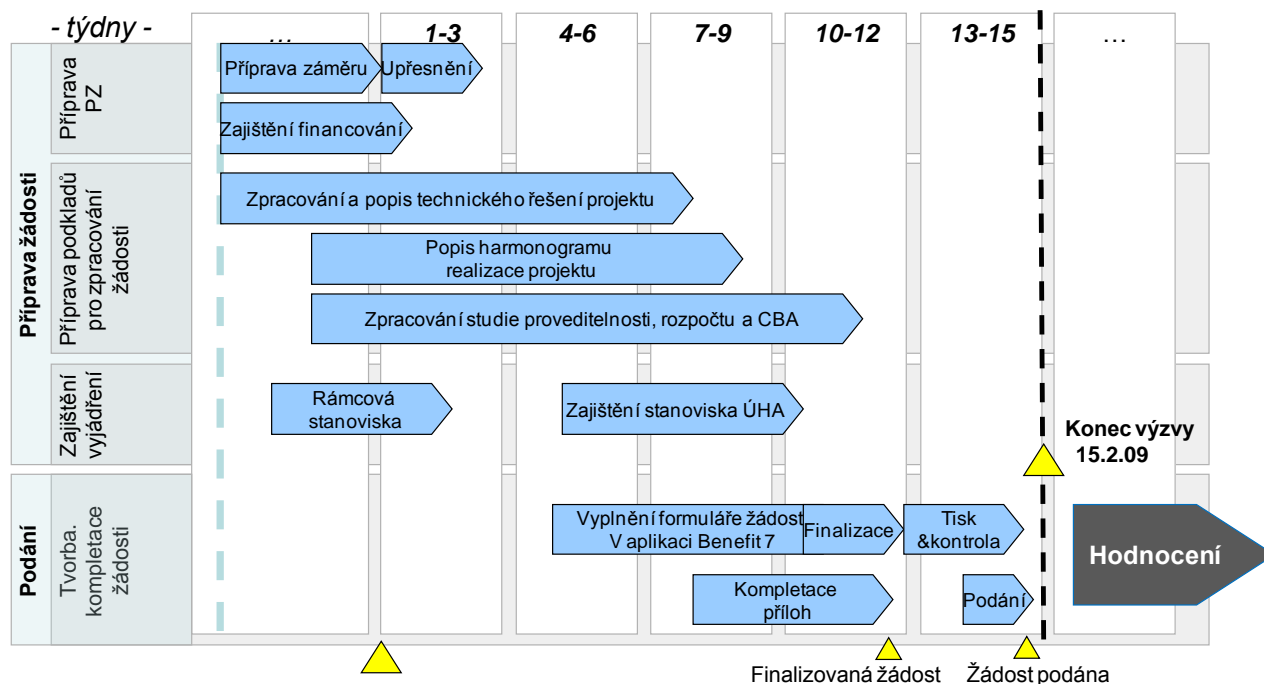 - týdny -
...
1-3
4-6
7-9
10-12
13-15
...
Příprava žádosti
Příprava
PZ
Příprava záměru
Upřesnění
Zajištění financování
Příprava podkladů
pro zpracování
žádosti
Zpracování a popis technického řešení projektu
Popis harmonogramu
realizace projektu
Zpracování studie proveditelnosti, rozpočtu a CBA
Zajištění
vyjádření
Rámcová
stanoviska
Zajištění stanoviska ÚHA
Konec výzvy
15.2.09
Podání
Tvorba.
kompletace
žádosti
Vyplnění formuláře žádost
V aplikaci Benefit 7
Finalizace
Tisk
&kontrola
Hodnocení
Kompletace
příloh
Podání
Finalizovaná žádost
Žádost podána